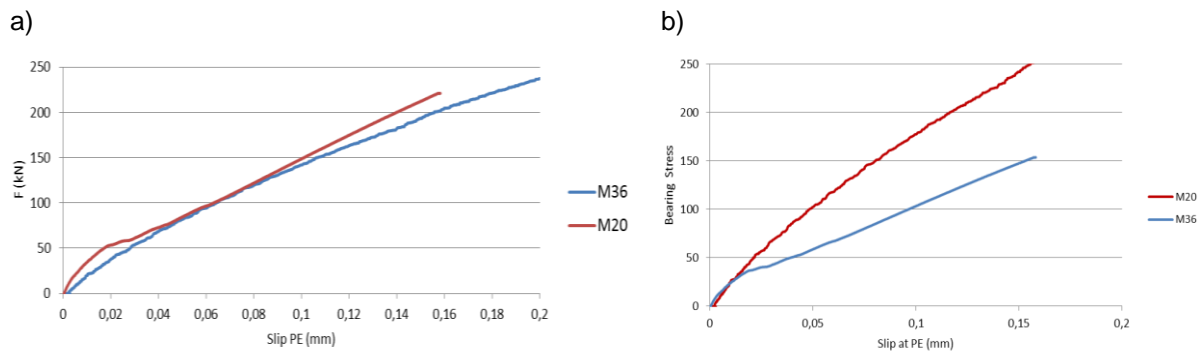 a)
250
200
150
100
50
0
F (kN)
0 0,02 0,04 0,06 0,08 0,1 0,12 0,14 0,16 0,18 0,2
Slip PE (mm)
M36
M20
b)
250
200
150
100
50
0
Bearing Stress
0 0,05 0,1 0,15 0,2
Slip at PE (mm)
M20
M36